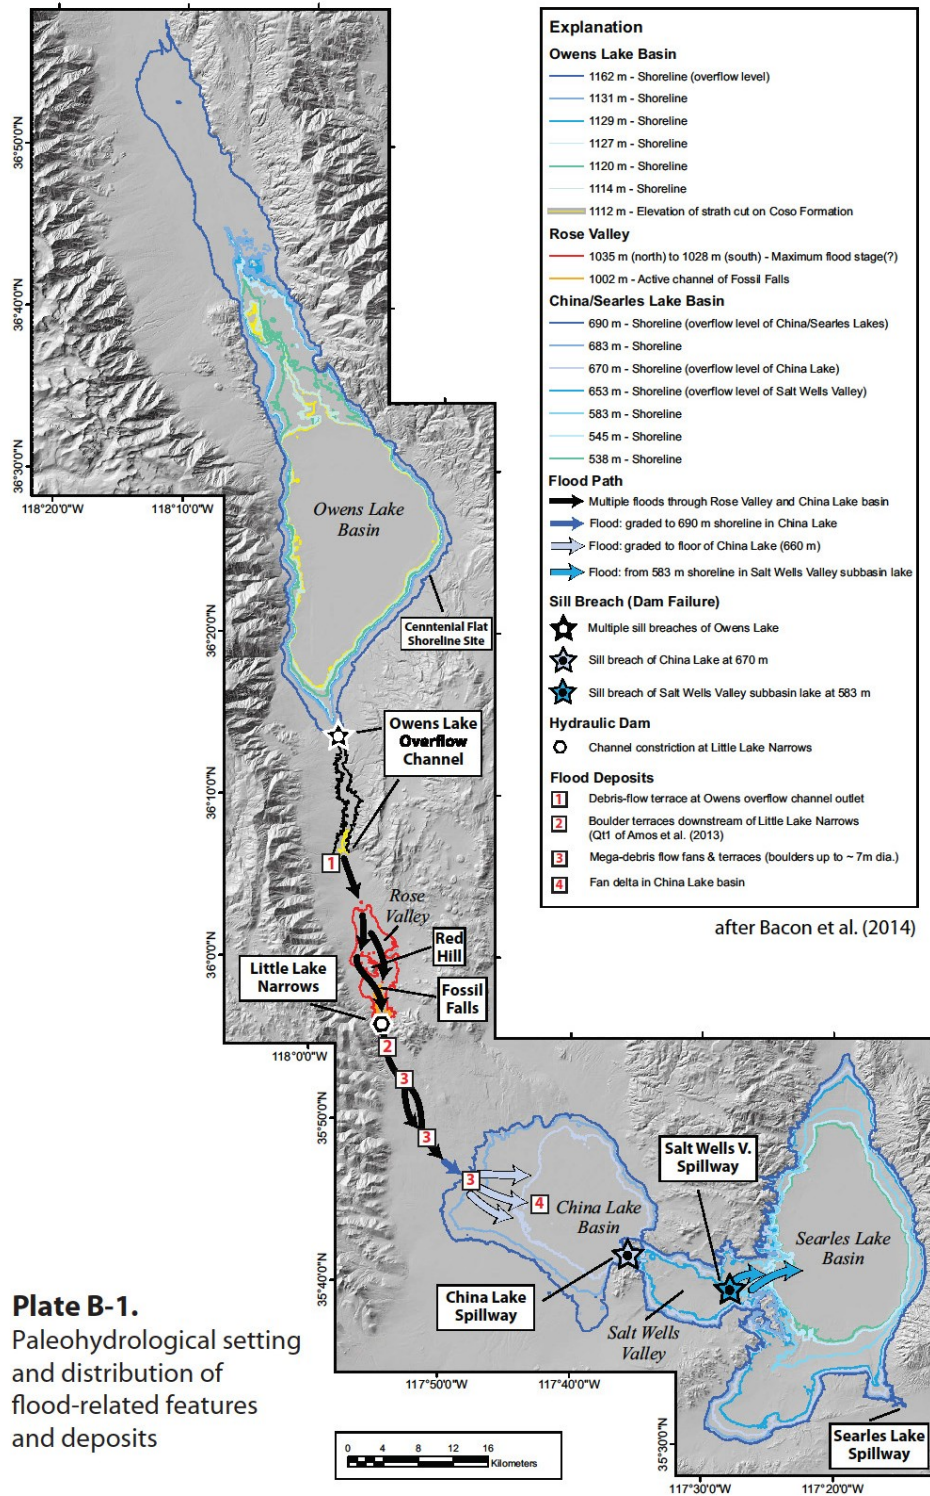 Explanation
Owens Lake Basin
1162 m - Shoreline (overflow level)
1131 m - Shoreline
1129 m - Shoreline
1127 m - Shoreline
1120 m - Shoreline
1114 m - Shoreline
1112 m - Elevation of strath cut on Coso Formation
Rose Valley
1035 m (north) to 1028 m (south) - Maximum flood stage(?)
1002 m - Active channel of Fossil Falls
China/Searles Lake Basin
690 m - Shoreline (overflow level of China/Searles Lakes)
683 m - Shoreline
670 m - Shoreline (overflow level of China Lake)
653 m - Shoreline (overflow level of Salt Wells Valley)
583 m - Shoreline
545 m - Shoreline
538 m - Shoreline
Flood Path
Multiple floods through Rose Valley and China Lake basin
Flood: graded to 690 m shoreline in China Lake
Flood: graded to floor of China Lake (660 m)
Flood: from 583 m shoreline in Salt Wells Valley subbasin lake
Sill Breach (Dam Failure)
Multiple sill breaches of Owens Lake
Sill breach of China Lake at 670 m
Sill breach of Salt Wells Valley subbasin lake at 583 m
Hydraulic Dam
Channel constriction at Little Lake Narrows
Flood Deposits
1 Debris-flow terrace at Owens overflow channel outlet
2 Boulder terraces downstream of Little Lake Narrows
(Qt1 of Amos et al. (2013)
3 Mega-debris flow fans & terraces (boulders up to ~ 7m dia.)
4 Fan delta in China Lake basin
after Bacon et al. (2014)
36°50'0"N
36°40'0"N
36°30'0"N
118°20'0"W
118°10'0"W
Owens Lake
Basin
Cenntenial Flat
Shoreline Site
36°20'0"N
Owens Lake
Overflow
Channel
36°10'0"N
1
Rose
Valley
Red
Hill
36°0'0"N
Little Lake
Narrows
Fossil
Falls
118°0'0"W
2
3
35°50'0"N
3
Salt Wells V.
Spillway
3
4
China Lake
Basin
Searles Lake
Basin
35°40'0"N
China Lake
Spillway
Salt Wells
Valley
117°50'0"W
117°40'0"W
Searles Lake
Spillway
35°30'0"N
117°30'0"W
117°20'0"W
Plate B-1.
Paleohydrological setting
and distribution of
flood-related features
and deposits
0 4 8 12 16
Kilometers